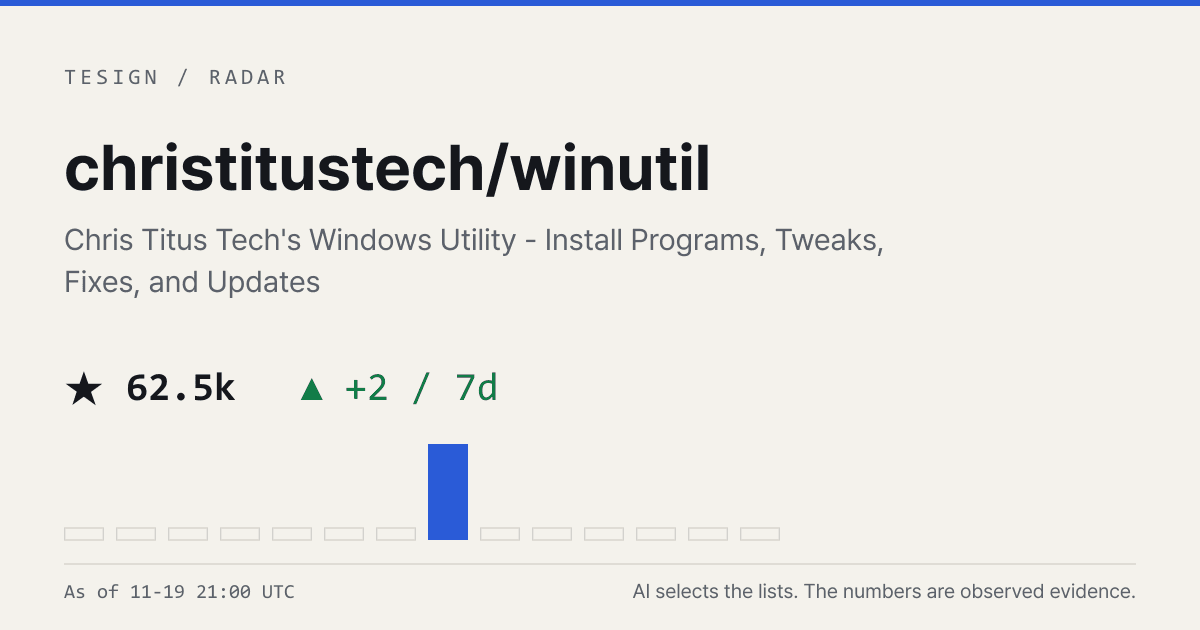 TESIGN / RADAR
christitustech/winutil
Chris Titus Tech's Windows Utility - Install Programs, Tweaks,
Fixes, and Updates
★ 62.5k ▲ +2 / 7d
As of 11-19 21:00 UTC
AI selects the lists. The numbers are observed evidence.